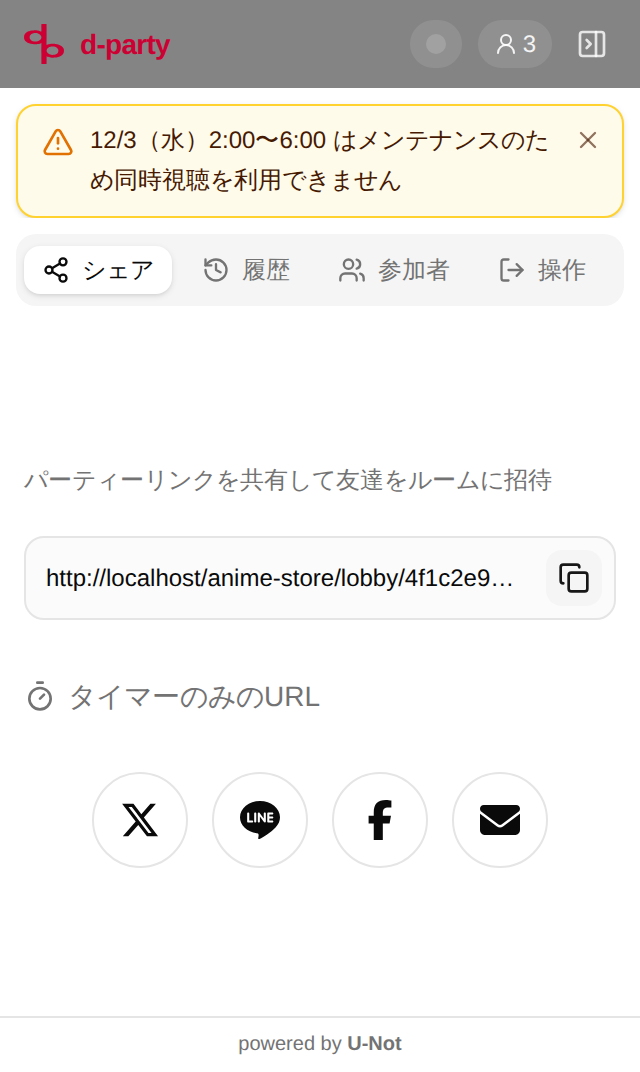 d-party
3
12/3（水）2:00〜6:00 はメンテナンスのた
め同時視聴を利用できません
シェア
履歴
参加者
操作
パーティーリンクを共有して友達をルームに招待
http://localhost/anime-store/lobby/4f1c2e9…
タイマーのみのURL
LINE
powered by U-Not